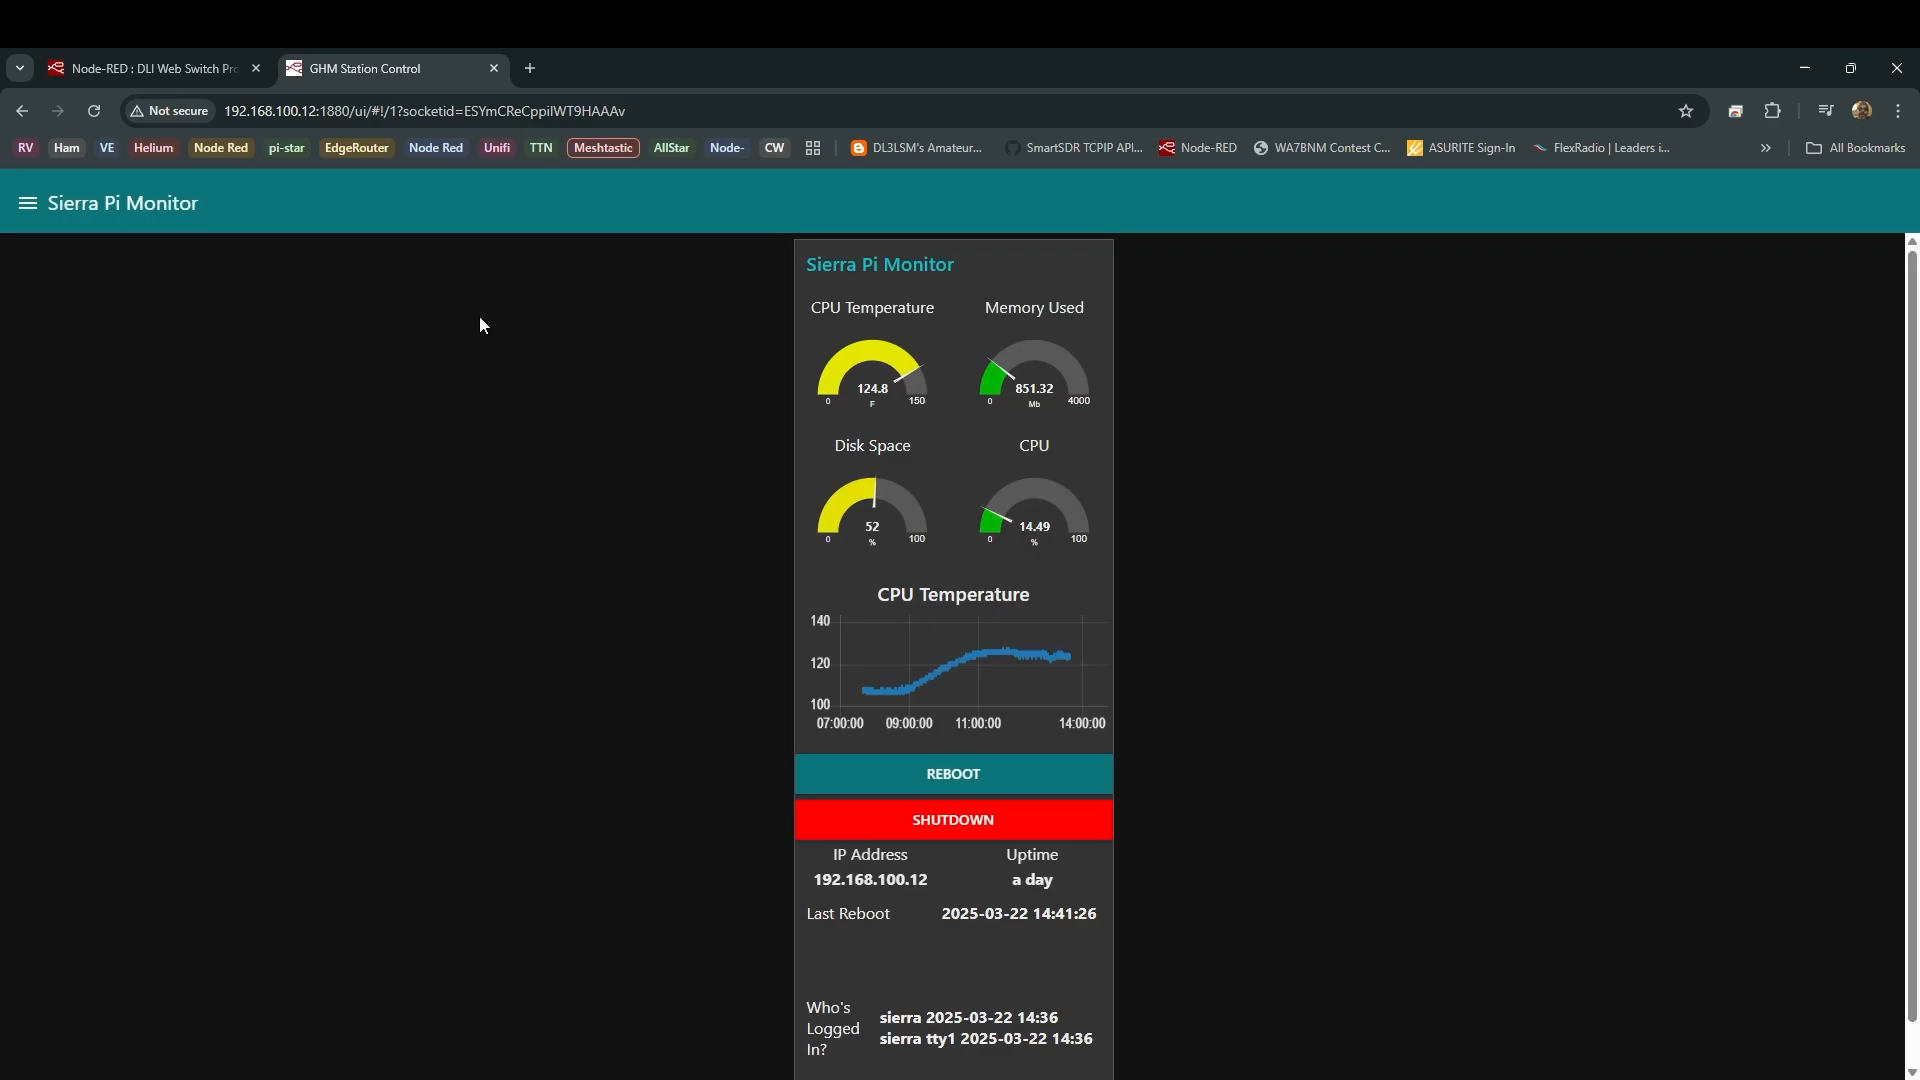 Node-RED : DLI Web Switch Pro
GHM Station Control
Not secure
192.168.100.12:1880/ui/#!/1?socketid=ESYmCReCppilWT9HAAAv
RV Ham VE Helium Node Red pi-star EdgeRouter Node Red Unifi TTN Meshtastic AllStar Node- CW DL3LSM's Amateur... SmartSDR TCPIP API... Node-RED WA7BNM Contest C... ASURITE Sign-In FlexRadio | Leaders i... All Bookmarks
Sierra Pi Monitor
Sierra Pi Monitor
CPU Temperature Memory Used
124.8 851.32
0 F 150 0 Mb 4000
Disk Space CPU
52 14.49
0 % 100 0 % 100
CPU Temperature
140
120
100
07:00:00 09:00:00 11:00:00 14:00:00
REBOOT
SHUTDOWN
IP Address Uptime
192.168.100.12 a day
Last Reboot 2025-03-22 14:41:26
Who's
Logged
In?
sierra 2025-03-22 14:36
sierra tty1 2025-03-22 14:36